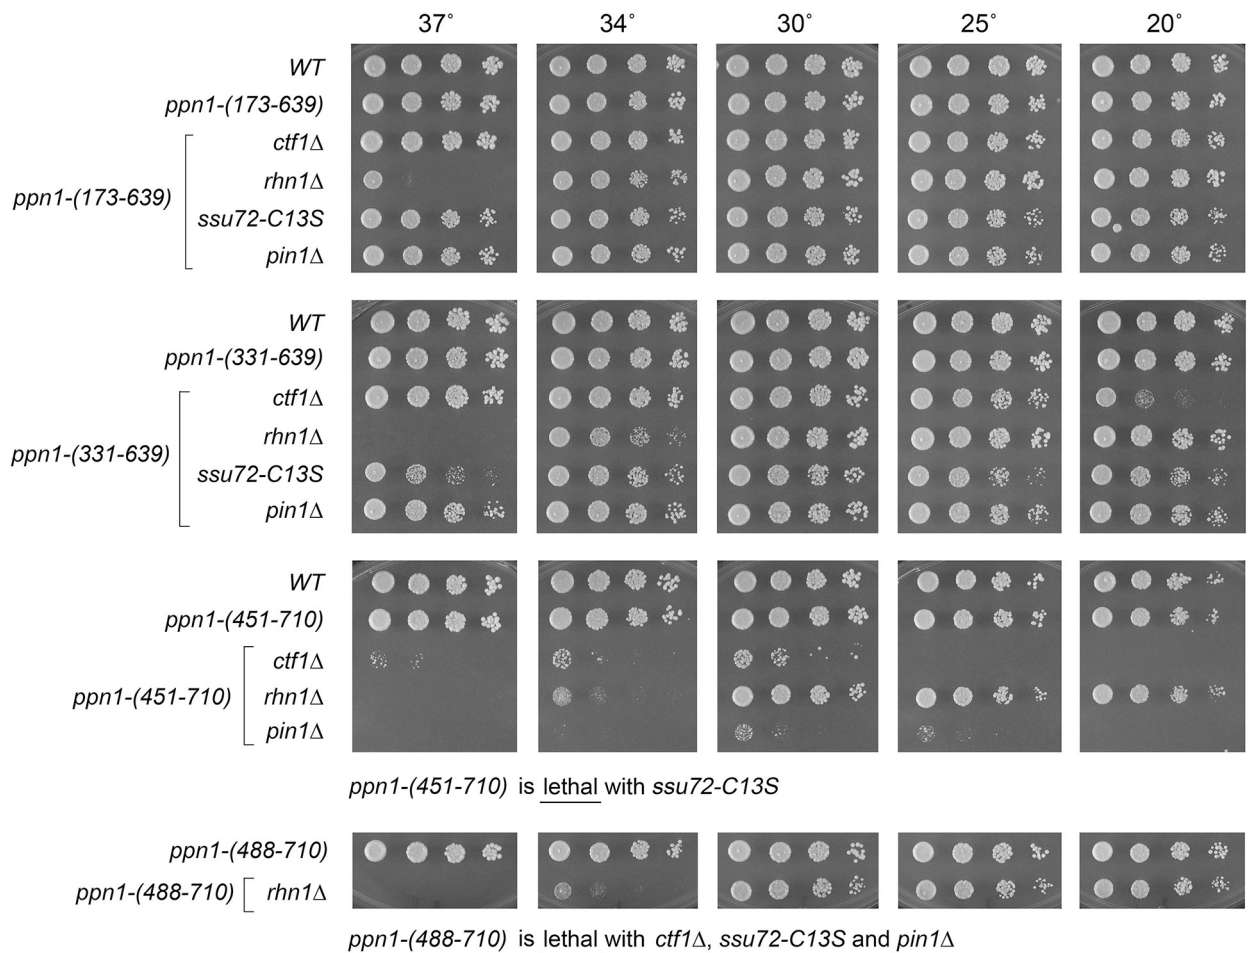 37˚ 34˚ 30˚ 25˚ 20˚
WT
ppn1-(173-639)
ctf1Δ
rhn1Δ
ppn1-(173-639)
ssu72-C13S
pin1Δ
WT
ppn1-(331-639)
ctf1Δ
rhn1Δ
ppn1-(331-639)
ssu72-C13S
pin1Δ
WT
ppn1-(451-710)
ctf1Δ
ppn1-(451-710) rhn1Δ
pin1Δ
ppn1-(451-710) is lethal with ssu72-C13S
ppn1-(488-710)
ppn1-(488-710) rhn1Δ
ppn1-(488-710) is lethal with ctf1Δ, ssu72-C13S and pin1Δ